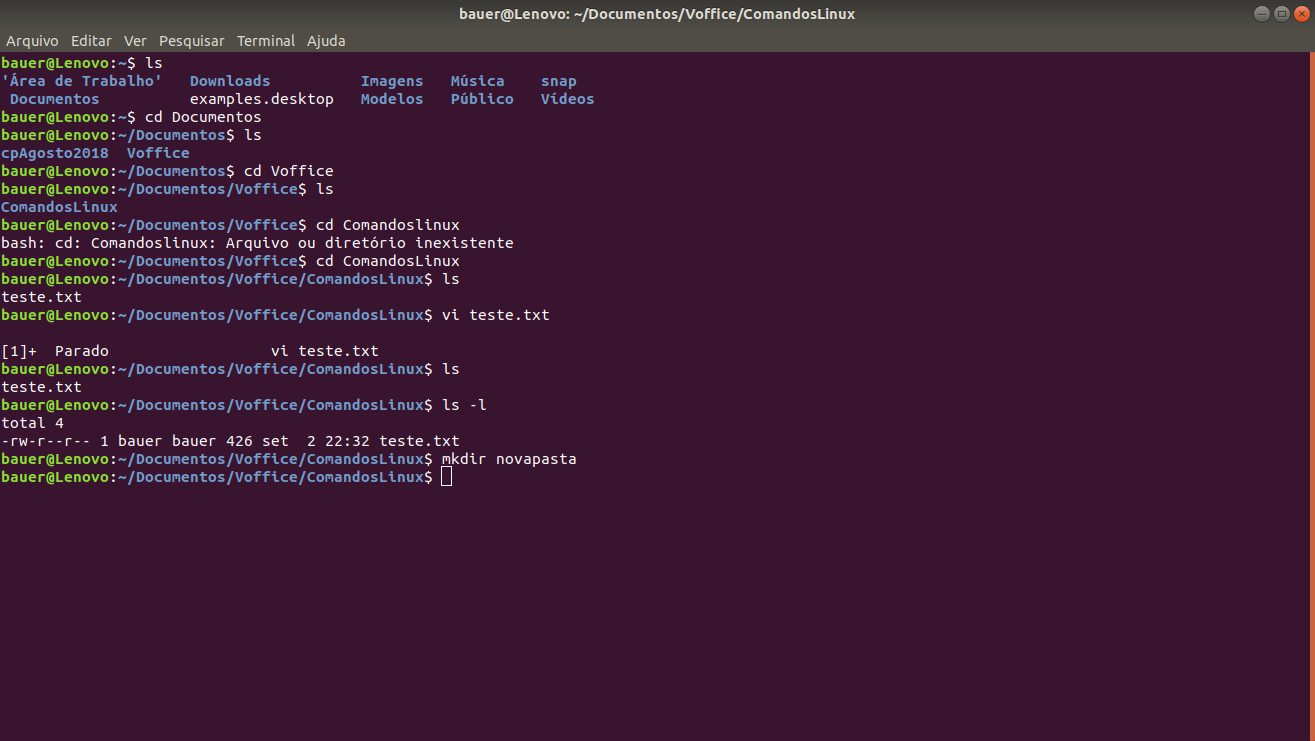 bauer@Lenovo: ~/Documentos/Voffice/ComandosLinux
Arquivo Editar Ver Pesquisar Terminal Ajuda
bauer@Lenovo:~$ ls
'Área de Trabalho'   Downloads          Imagens   Música    snap
 Documentos          examples.desktop   Modelos   Público   Vídeos
bauer@Lenovo:~$ cd Documentos
bauer@Lenovo:~/Documentos$ ls
cpAgosto2018  Voffice
bauer@Lenovo:~/Documentos$ cd Voffice
bauer@Lenovo:~/Documentos/Voffice$ ls
ComandosLinux
bauer@Lenovo:~/Documentos/Voffice$ cd Comandoslinux
bash: cd: Comandoslinux: Arquivo ou diretório inexistente
bauer@Lenovo:~/Documentos/Voffice$ cd ComandosLinux
bauer@Lenovo:~/Documentos/Voffice/ComandosLinux$ ls
teste.txt
bauer@Lenovo:~/Documentos/Voffice/ComandosLinux$ vi teste.txt
[1]+  Parado                  vi teste.txt
bauer@Lenovo:~/Documentos/Voffice/ComandosLinux$ ls
teste.txt
bauer@Lenovo:~/Documentos/Voffice/ComandosLinux$ ls -l
total 4
-rw-r--r-- 1 bauer bauer 426 set  2 22:32 teste.txt
bauer@Lenovo:~/Documentos/Voffice/ComandosLinux$ mkdir novapasta
bauer@Lenovo:~/Documentos/Voffice/ComandosLinux$